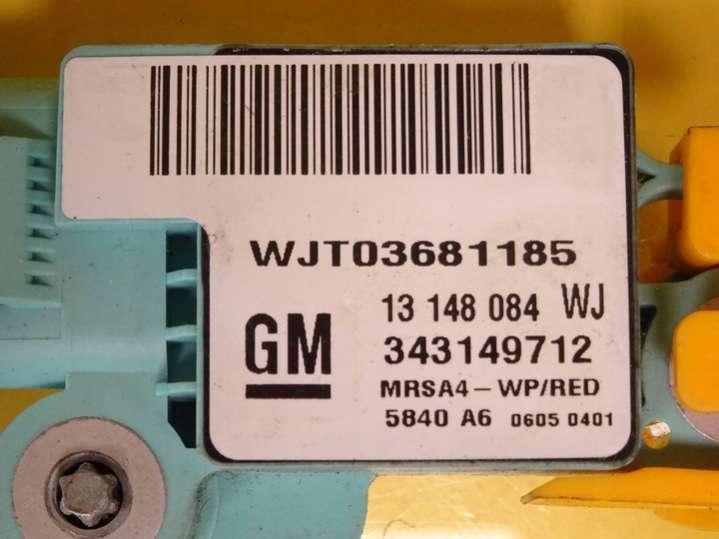 WJT03681185
13 148 084 WJ
GM
343149712
MRSA4-WP/RED
5840 A6 0605 0401